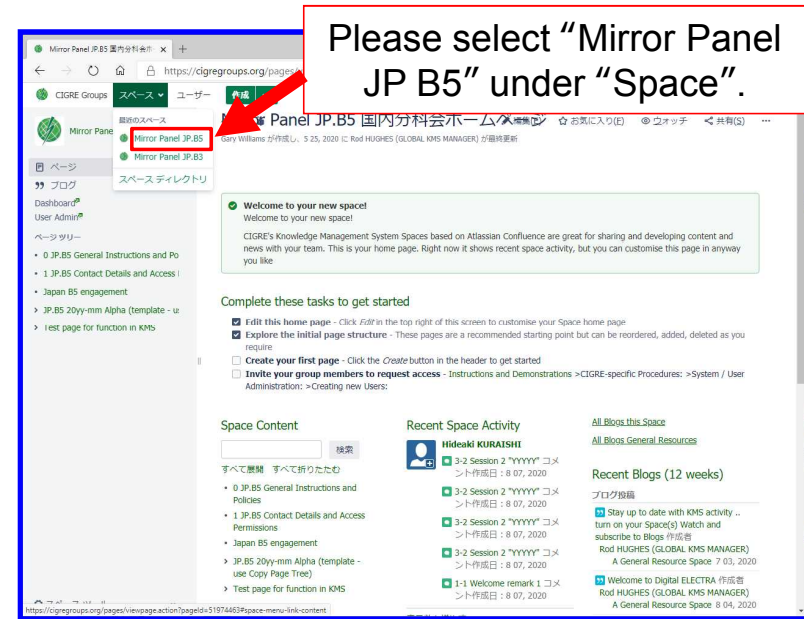 Please select “Mirror Panel
JP B5” under “Space”.
Mirror Panel JP.B5 国内分科会ホー
https://cigregroups.org/pages/
CIGRE Groups スペース ユーザー 作成
最近のスペース
Mirror Panel JP.B5
Mirror Panel JP.B3
スペース ディレクトリ
Mirror Pane
Panel JP.B5 国内分科会ホーム
編集(E) お気に入り(F) ウォッチ 共有(S) ...
Gary Williams が作成し、5 25, 2020 に Rod HUGHES (GLOBAL KMS MANAGER) が最終更新
ページ
ブログ
Dashboard
User Admin
ページ ツリー
• 0 JP.B5 General Instructions and Po
• 1 JP.B5 Contact Details and Access
• Japan B5 engagement
> JP.B5 20yy-mm Alpha (template - us
> Test page for function in KMS
Welcome to your new space!
Welcome to your new space!
CIGRE's Knowledge Management System Spaces based on Atlassian Confluence are great for sharing and developing content and
news with your team. This is your home page. Right now it shows recent space activity, but you can customise this page in anyway
you like
Complete these tasks to get started
Edit this home page - Click Edit in the top right of this screen to customise your Space home page
Explore the initial page structure - These pages are a recommended starting point but can be reordered, added, deleted as you
require
Create your first page - Click the Create button in the header to get started
Invite your group members to request access - Instructions and Demonstrations >CIGRE-specific Procedures: >System / User
Administration: >Creating new Users:
Space Content
検索
すべて展開 すべて折りたたむ
• 0 JP.B5 General Instructions and
Policies
• 1 JP.B5 Contact Details and Access
Permissions
• Japan B5 engagement
> JP.B5 20yy-mm Alpha (template -
use Copy Page Tree)
> Test page for function in KMS
Recent Space Activity
Hideaki KURAISHI
3-2 Session 2 "YYYYY" コメ
ント作成日：8 07, 2020
3-2 Session 2 "YYYYY" コメ
ント作成日：8 07, 2020
3-2 Session 2 "YYYYY" コメ
ント作成日：8 07, 2020
3-2 Session 2 "YYYYY" コメ
ント作成日：8 07, 2020
1-1 Welcome remark 1 コメ
ント作成日：8 07, 2020
All Blogs this Space
All Blogs General Resources
Recent Blogs (12 weeks)
ブログ投稿
Stay up to date with KMS activity ..
turn on your Space(s) Watch and
subscribe to Blogs 作成者
Rod HUGHES (GLOBAL KMS MANAGER)
A General Resource Space 7 03, 2020
Welcome to Digital ELECTRA 作成者
Rod HUGHES (GLOBAL KMS MANAGER)
A General Resource Space 8 04, 2020
https://cigregroups.org/pages/viewpage.action?pageId=51974463#space-menu-link-content